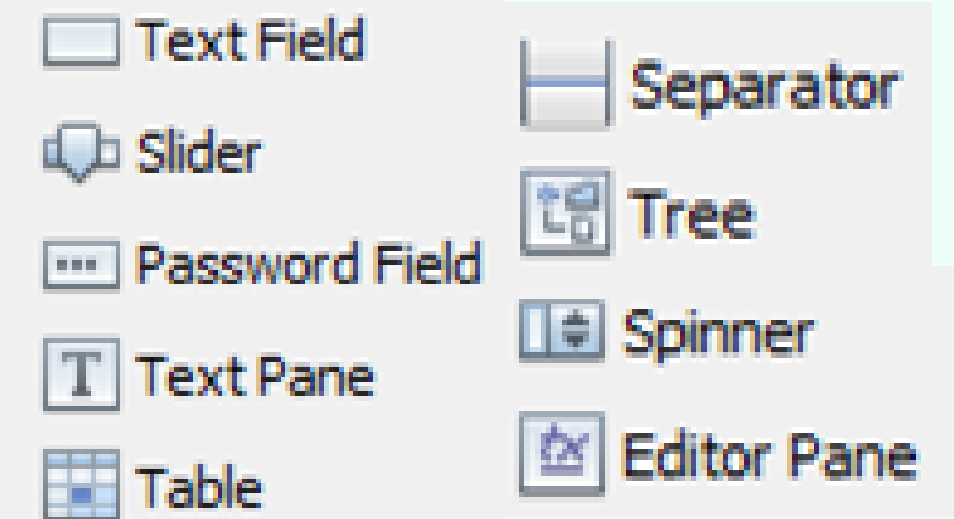 Text Field
Slider
Password Field
Text Pane
Table
Separator
Tree
Spinner
Editor Pane